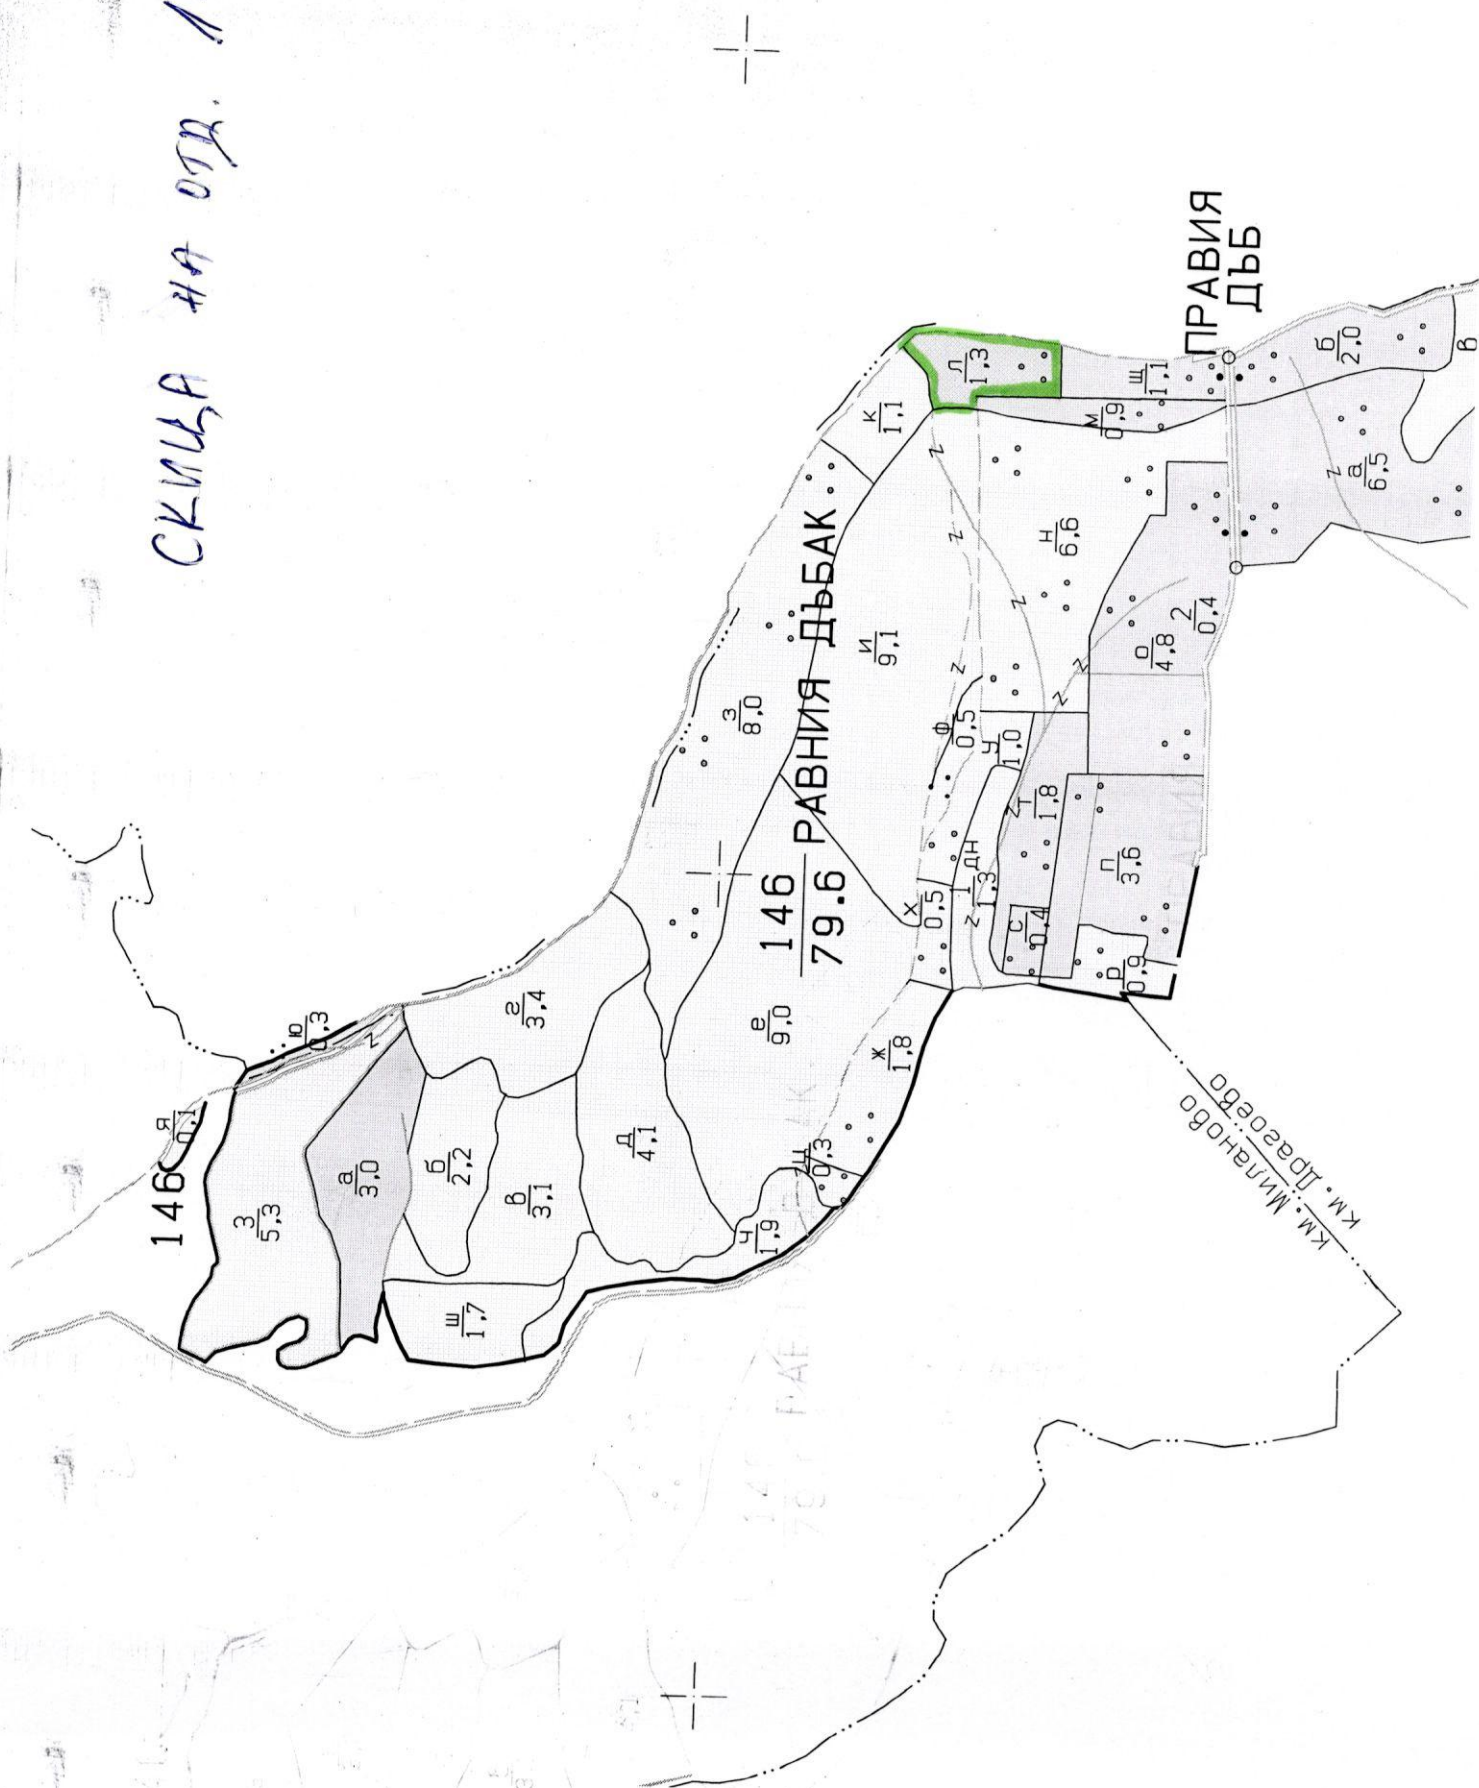 СКИЦА НА ОТД. 1
ПРАВИЯ
ДЪБ
146
79.6
РАВНИЯ ДЪБАК
146
я
0,1
ю
0,3
З
5,3
а
3,0
б
2,2
в
3,1
г
3,4
д
4,1
ш
1,7
ч
1,9
ц
0,3
е
9,0
ж
1,8
з
8,0
и
9,1
к
1,1
л
1,3
м
0,9
щ
1,1
н
6,6
о
4,8
2
0,4
п
3,6
р
0,9
с
0,4
т
1,8
у
1,0
ф
0,5
х
0,5
1 дн
1,3
а
6,5
б
2,0
в
км. Миланово
км. Драгоево